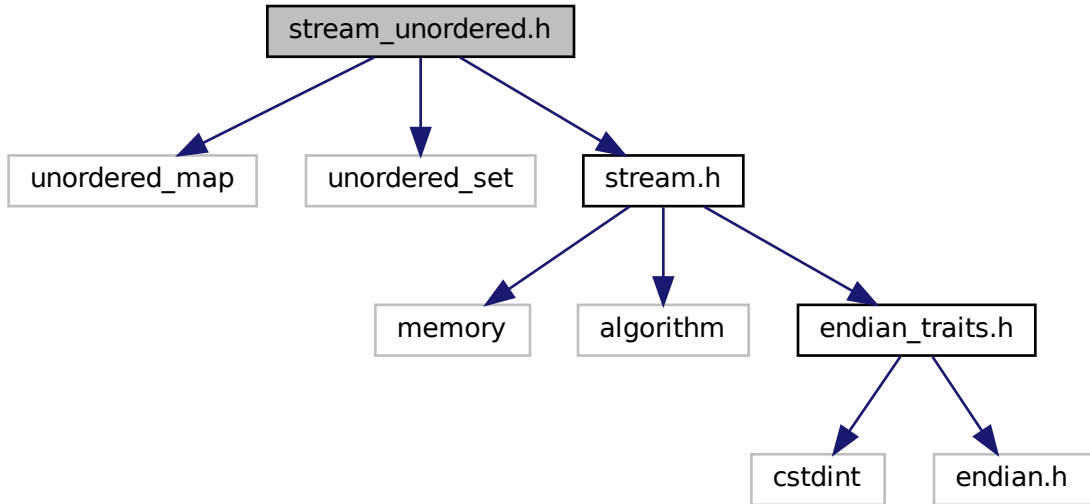 stream_unordered.h
unordered_map
unordered_set
stream.h
memory
algorithm
endian_traits.h
cstdint
endian.h